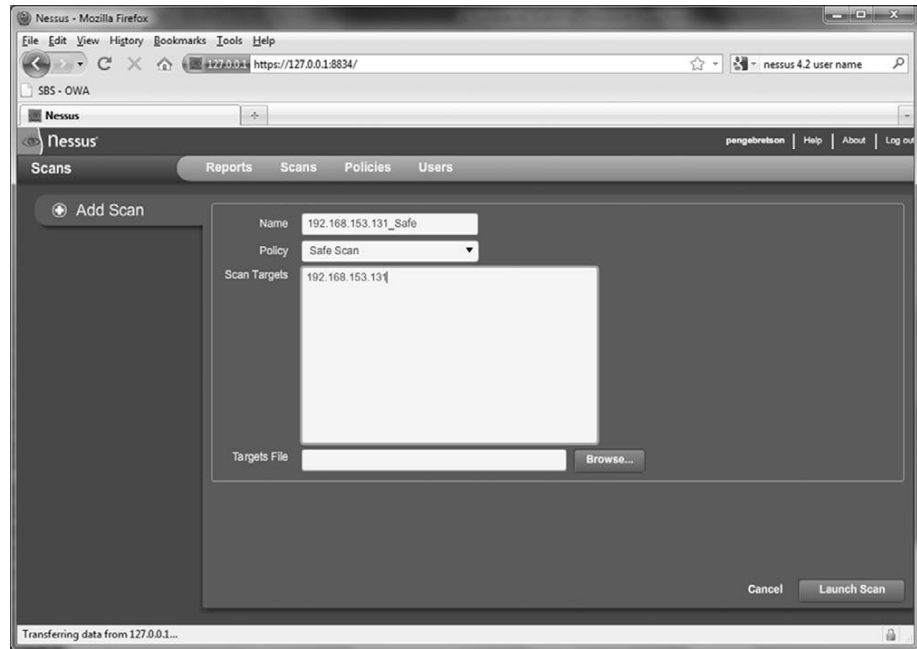 Nessus - Mozilla Firefox
File Edit View History Bookmarks Tools Help
127.0.0.1 https://127.0.0.1:8834/
nessus 4.2 user name
SBS - OWA
Nessus
Nessus
pengebretson Help About Log out
Scans Reports Scans Policies Users
Add Scan
Name 192.168.153.131_Safe
Policy Safe Scan
Scan Targets 192.168.153.131
Targets File Browse...
Cancel Launch Scan
Transferring data from 127.0.0.1...